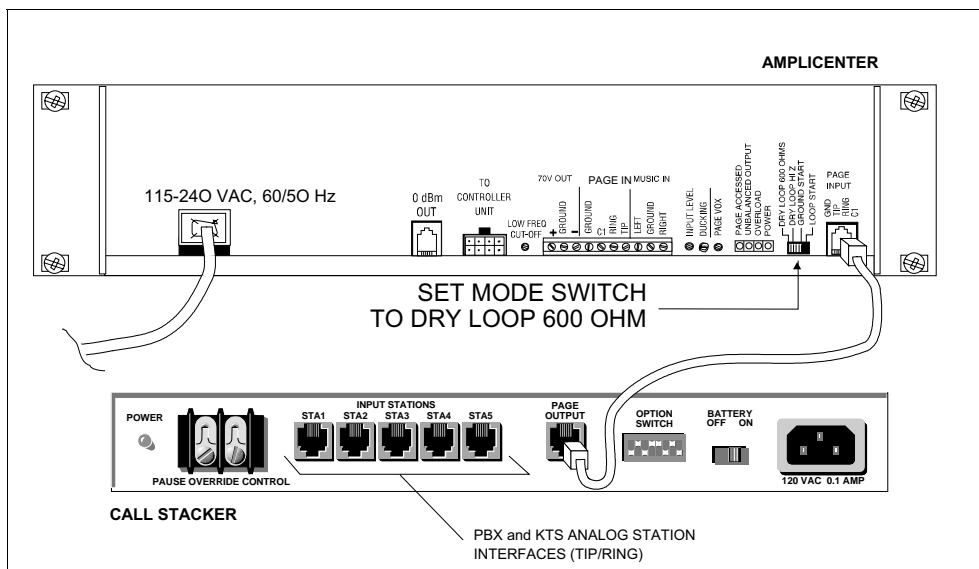 AMPLICENTER
115-24O VAC, 60/5O Hz
0 dBm
OUT
TO
CONTROLLER
UNIT
LOW FREQ
CUT-OFF
70V OUT
PAGE IN
MUSIC IN
+
GROUND
–
GROUND
C1
RING
TIP
LEFT
GROUND
RIGHT
INPUT LEVEL
DUCKING
PAGE VOX
PAGE ACCESSED
UNBALANCED OUTPUT
OVERLOAD
POWER
DRY LOOP 600 OHMS
DRY LOOP HI Z
GROUND START
LOOP START
PAGE
INPUT
GND
TIP
RING
C1
SET MODE SWITCH
TO DRY LOOP 600 OHM
POWER
PAUSE OVERRIDE CONTROL
INPUT STATIONS
STA1 STA2 STA3 STA4 STA5
PAGE
OUTPUT
OPTION
SWITCH
BATTERY
OFF ON
120 VAC 0.1 AMP
CALL STACKER
PBX and KTS ANALOG STATION
INTERFACES (TIP/RING)